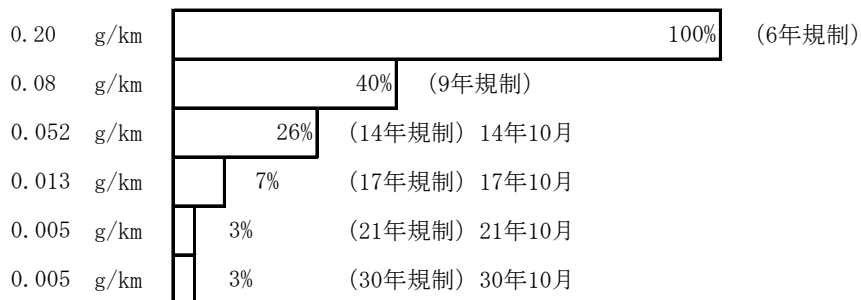 0.20 g/km 100% (6年規制)
0.08 g/km 40% (9年規制)
0.052 g/km 26% (14年規制) 14年10月
0.013 g/km 7% (17年規制) 17年10月
0.005 g/km 3% (21年規制) 21年10月
0.005 g/km 3% (30年規制) 30年10月